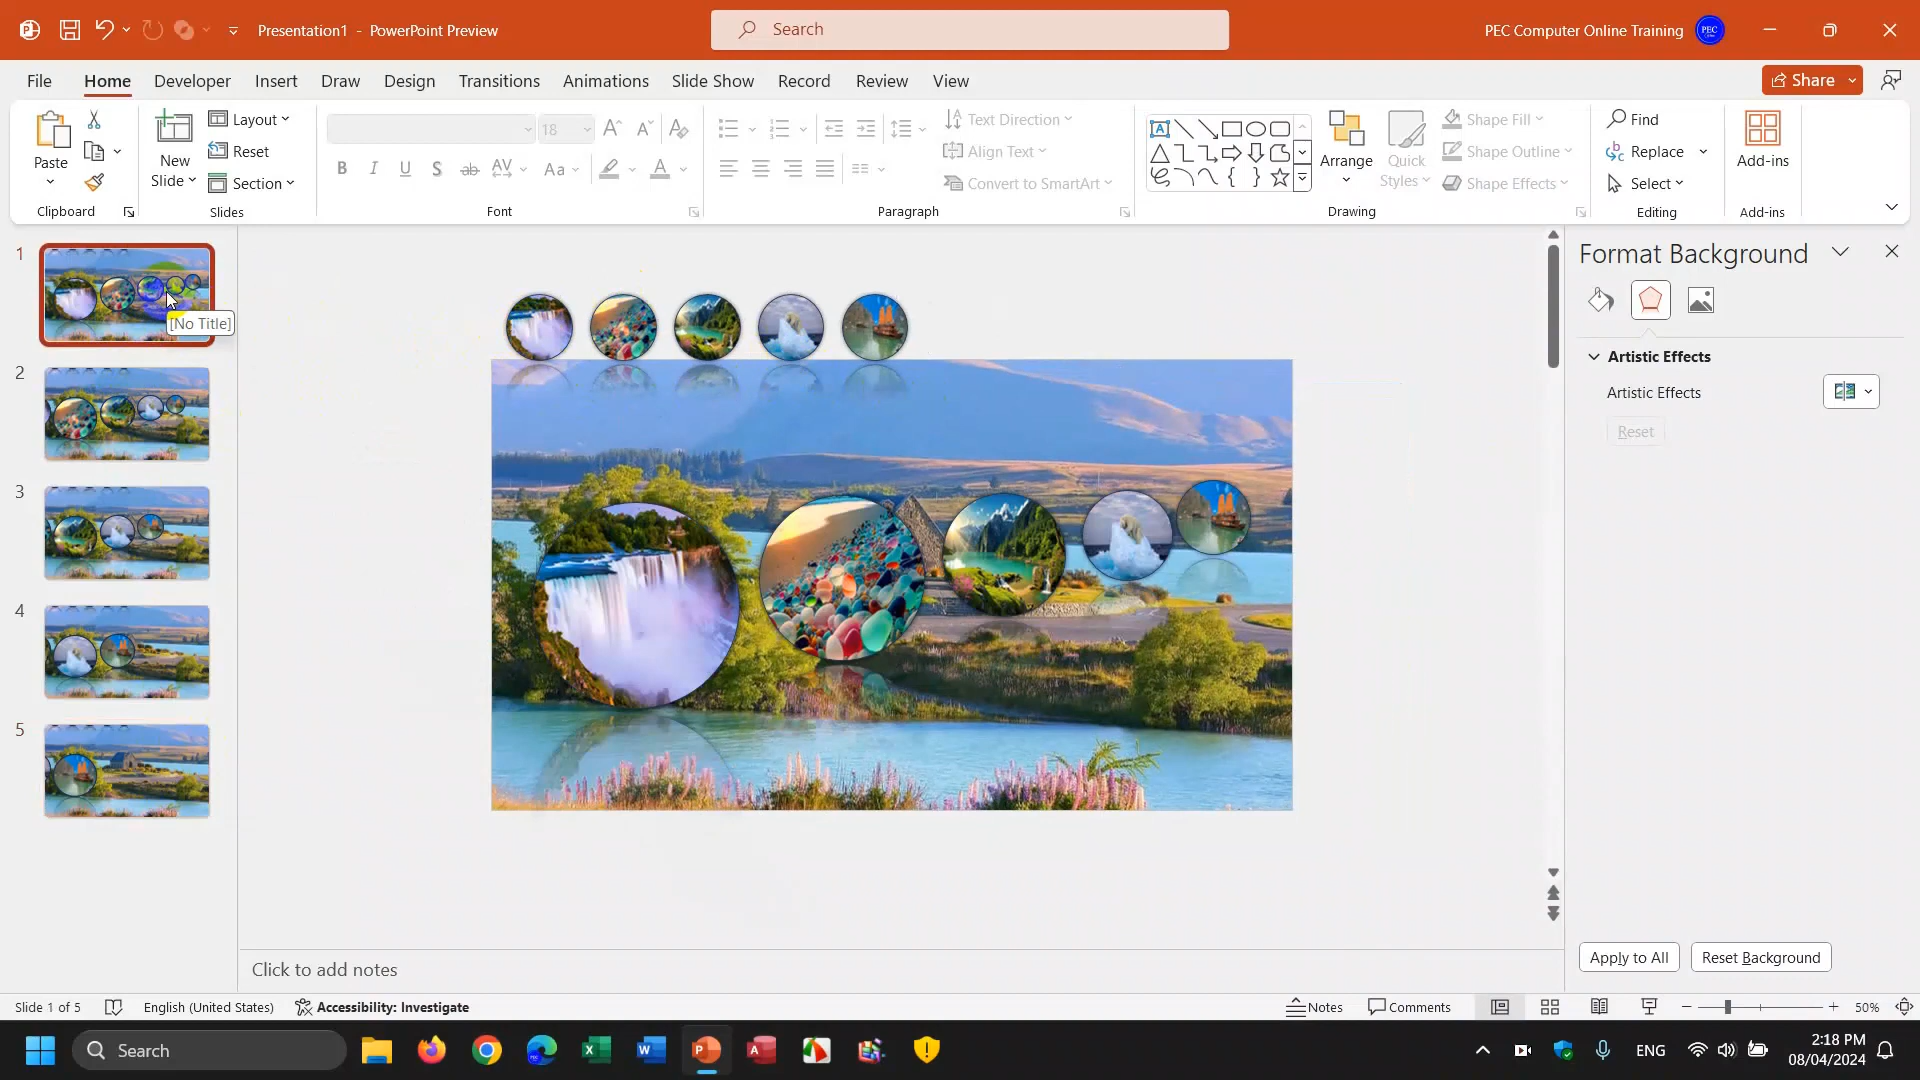 Presentation1 - PowerPoint Preview
Search
PEC Computer Online Training
PEC
File Home Developer Insert Draw Design Transitions Animations Slide Show Record Review View
Share
Paste
New Slide
Layout
Reset
Section
18
B I U S ab AV Aa A
Text Direction
Align Text
Convert to SmartArt
Arrange
Quick Styles
Shape Fill
Shape Outline
Shape Effects
Find
Replace
Select
Add-ins
Clipboard Slides Font Paragraph Drawing Editing Add-ins
1
[No Title]
2
3
4
5
Format Background
Artistic Effects
Artistic Effects
Reset
Apply to All
Reset Background
Click to add notes
Slide 1 of 5
English (United States)
Accessibility: Investigate
Notes
Comments
50%
Search
ENG
2:18 PM
08/04/2024